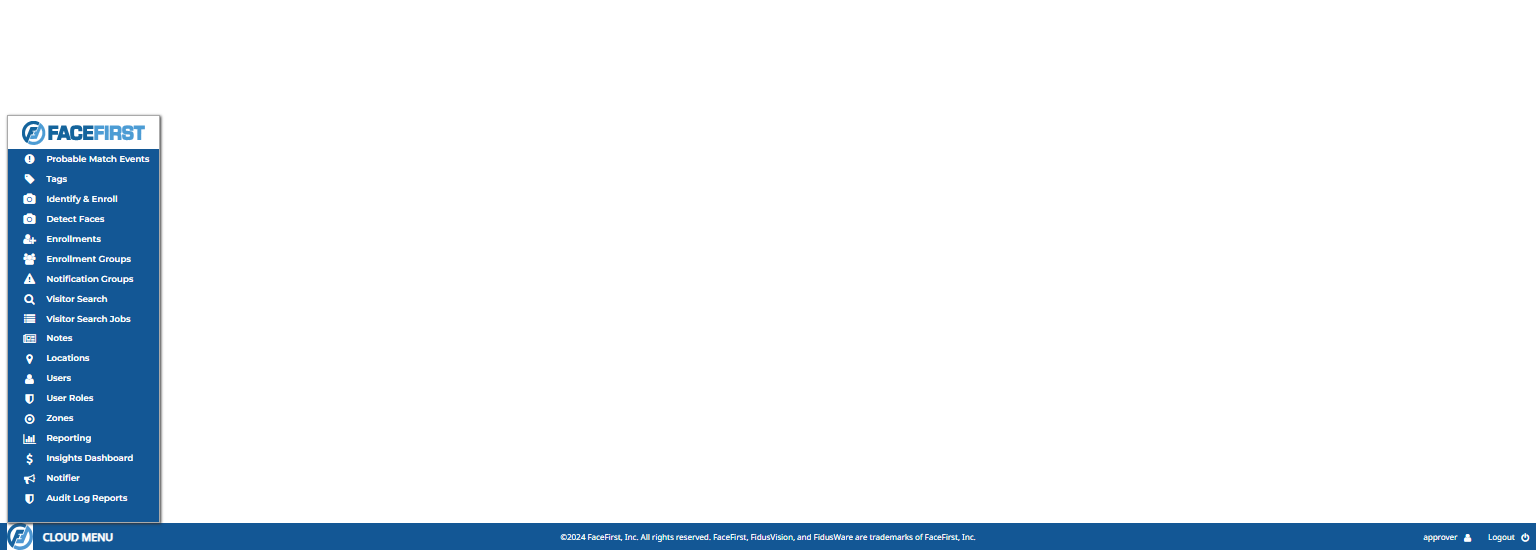 FACEFIRST
Probable Match Events
Tags
Identify & Enroll
Detect Faces
Enrollments
Enrollment Groups
Notification Groups
Visitor Search
Visitor Search Jobs
Notes
Locations
Users
User Roles
Zones
Reporting
Insights Dashboard
Notifier
Audit Log Reports
CLOUD MENU
©2024 FaceFirst, Inc. All rights reserved. FaceFirst, FidusVision, and FidusWare are trademarks of FaceFirst, Inc.
approver
Logout